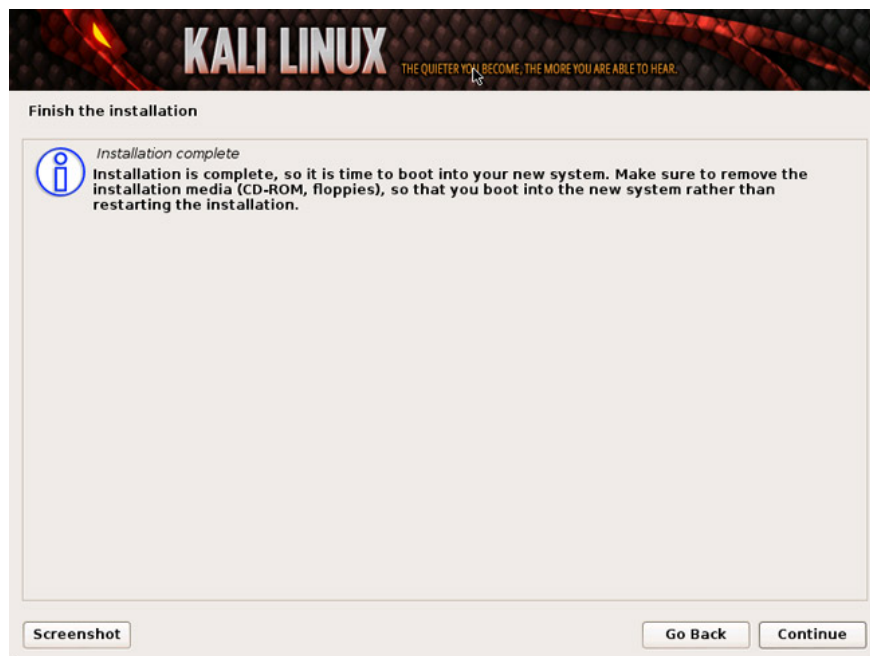 KALI LINUX
THE QUIETER YOU BECOME, THE MORE YOU ARE ABLE TO HEAR.
Finish the installation
Installation complete
Installation is complete, so it is time to boot into your new system. Make sure to remove the
installation media (CD-ROM, floppies), so that you boot into the new system rather than
restarting the installation.
Screenshot
Go Back
Continue